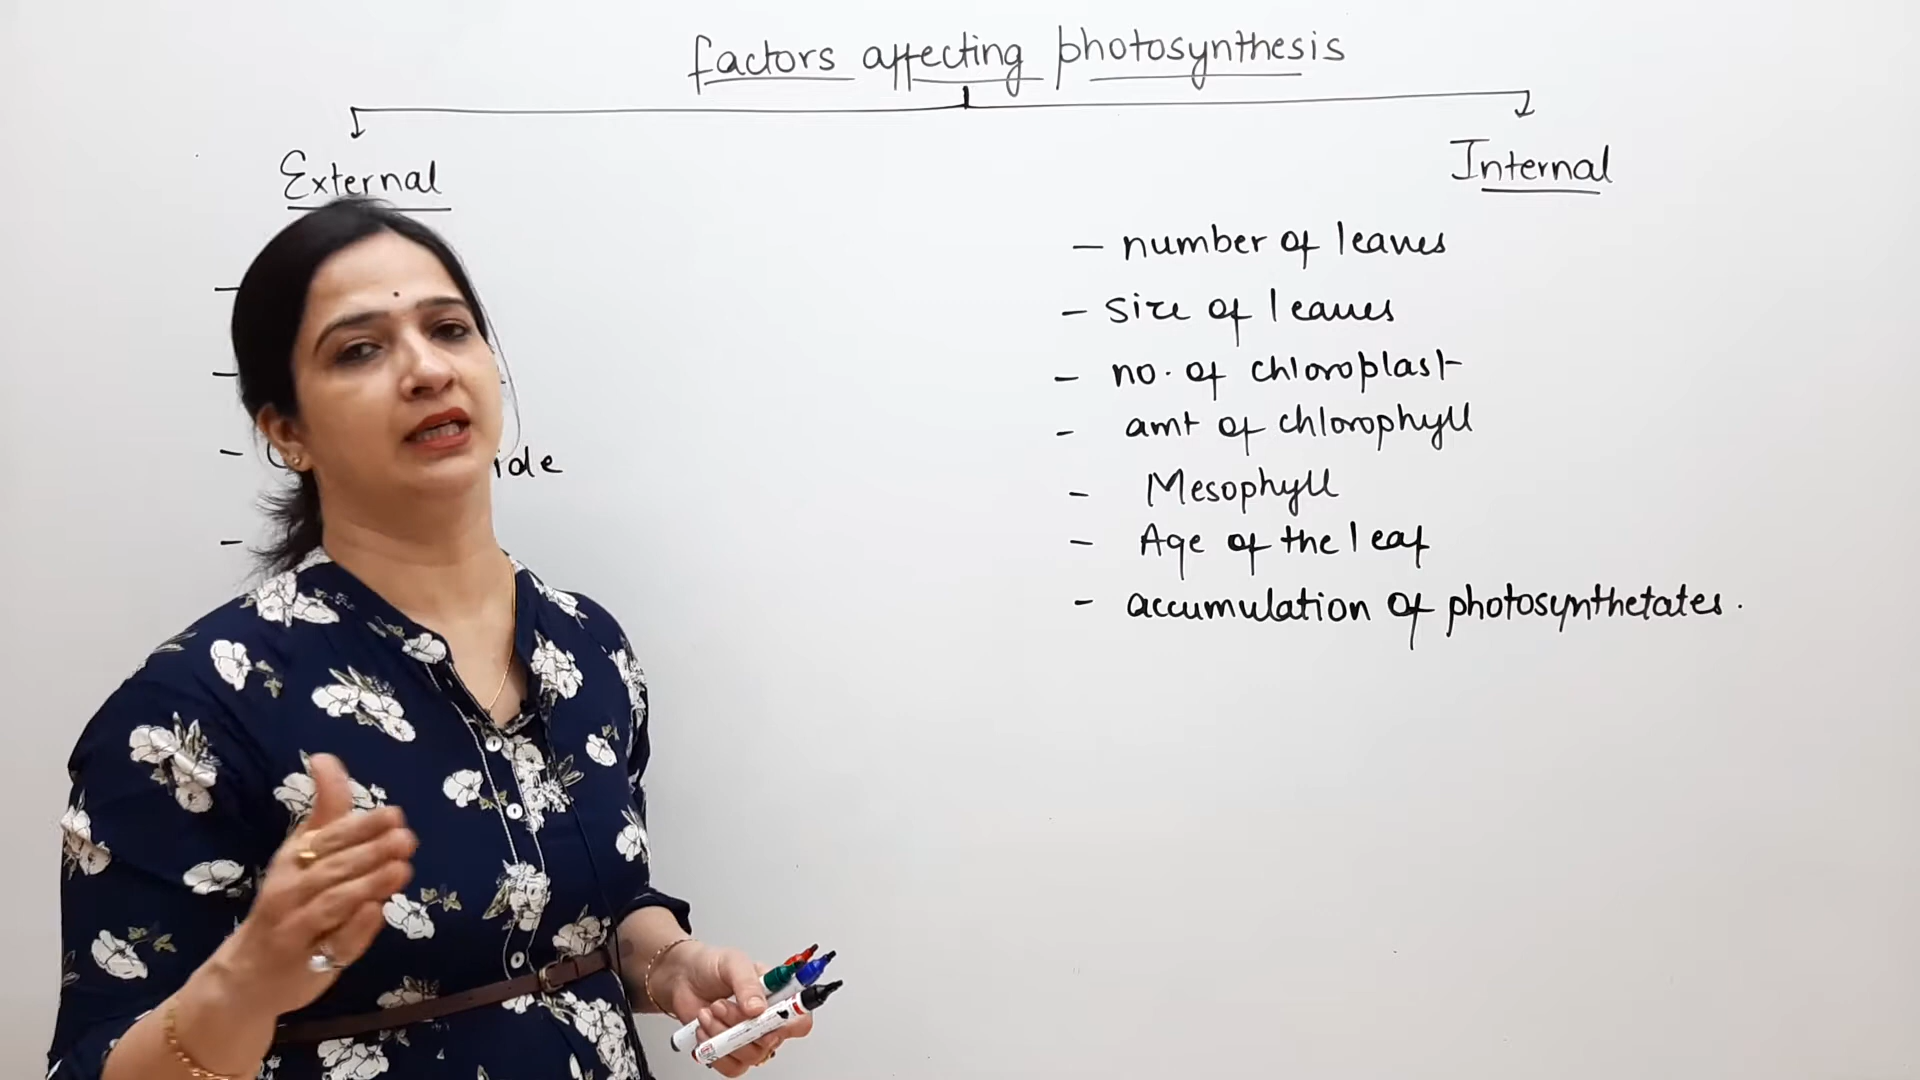 factors affecting photosynthesis
External
Internal
- number of leaves
- size of leaves
- no. of chloroplast
- amt of chlorophyll
- Mesophyll
- Age of the leaf
- accumulation of photosynthetates.